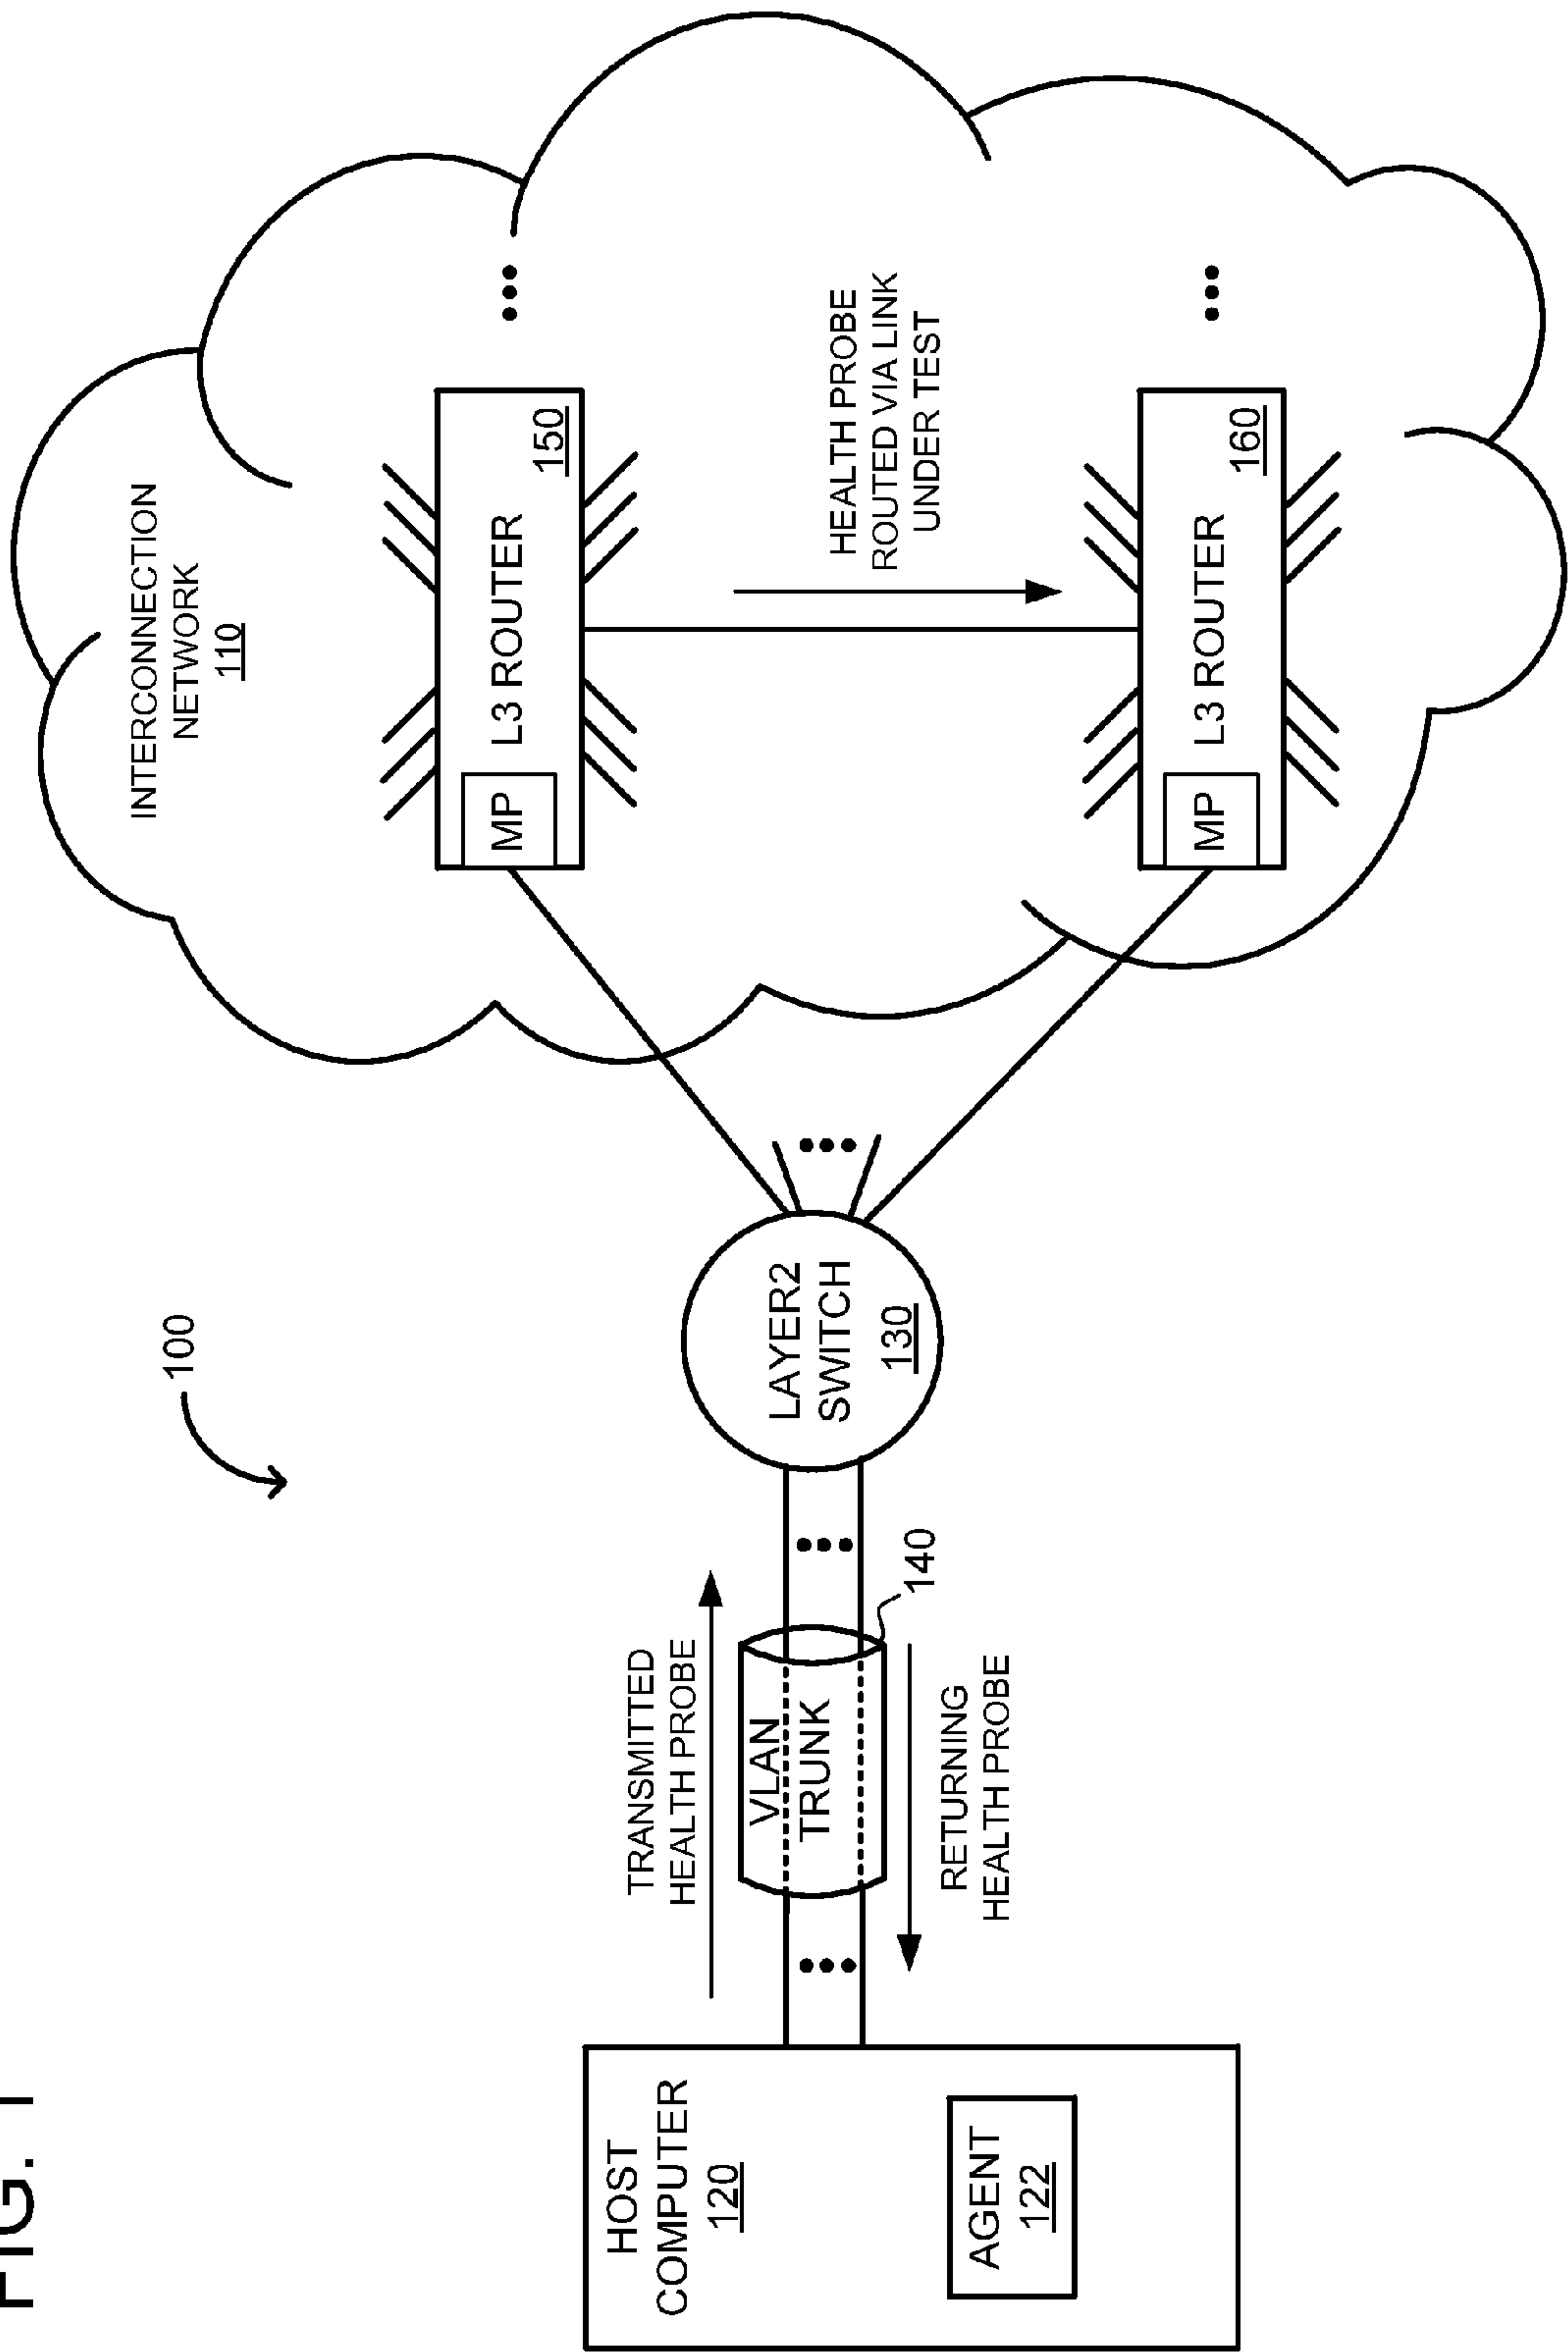 FIG. 1
100
INTERCONNECTION
NETWORK
110
HOST
COMPUTER
120
AGENT
122
TRANSMITTED
HEALTH PROBE
VLAN
TRUNK
140
RETURNING
HEALTH PROBE
LAYER2
SWITCH
130
MP
L3 ROUTER
150
HEALTH PROBE
ROUTED VIA LINK
UNDER TEST
MP
L3 ROUTER
160